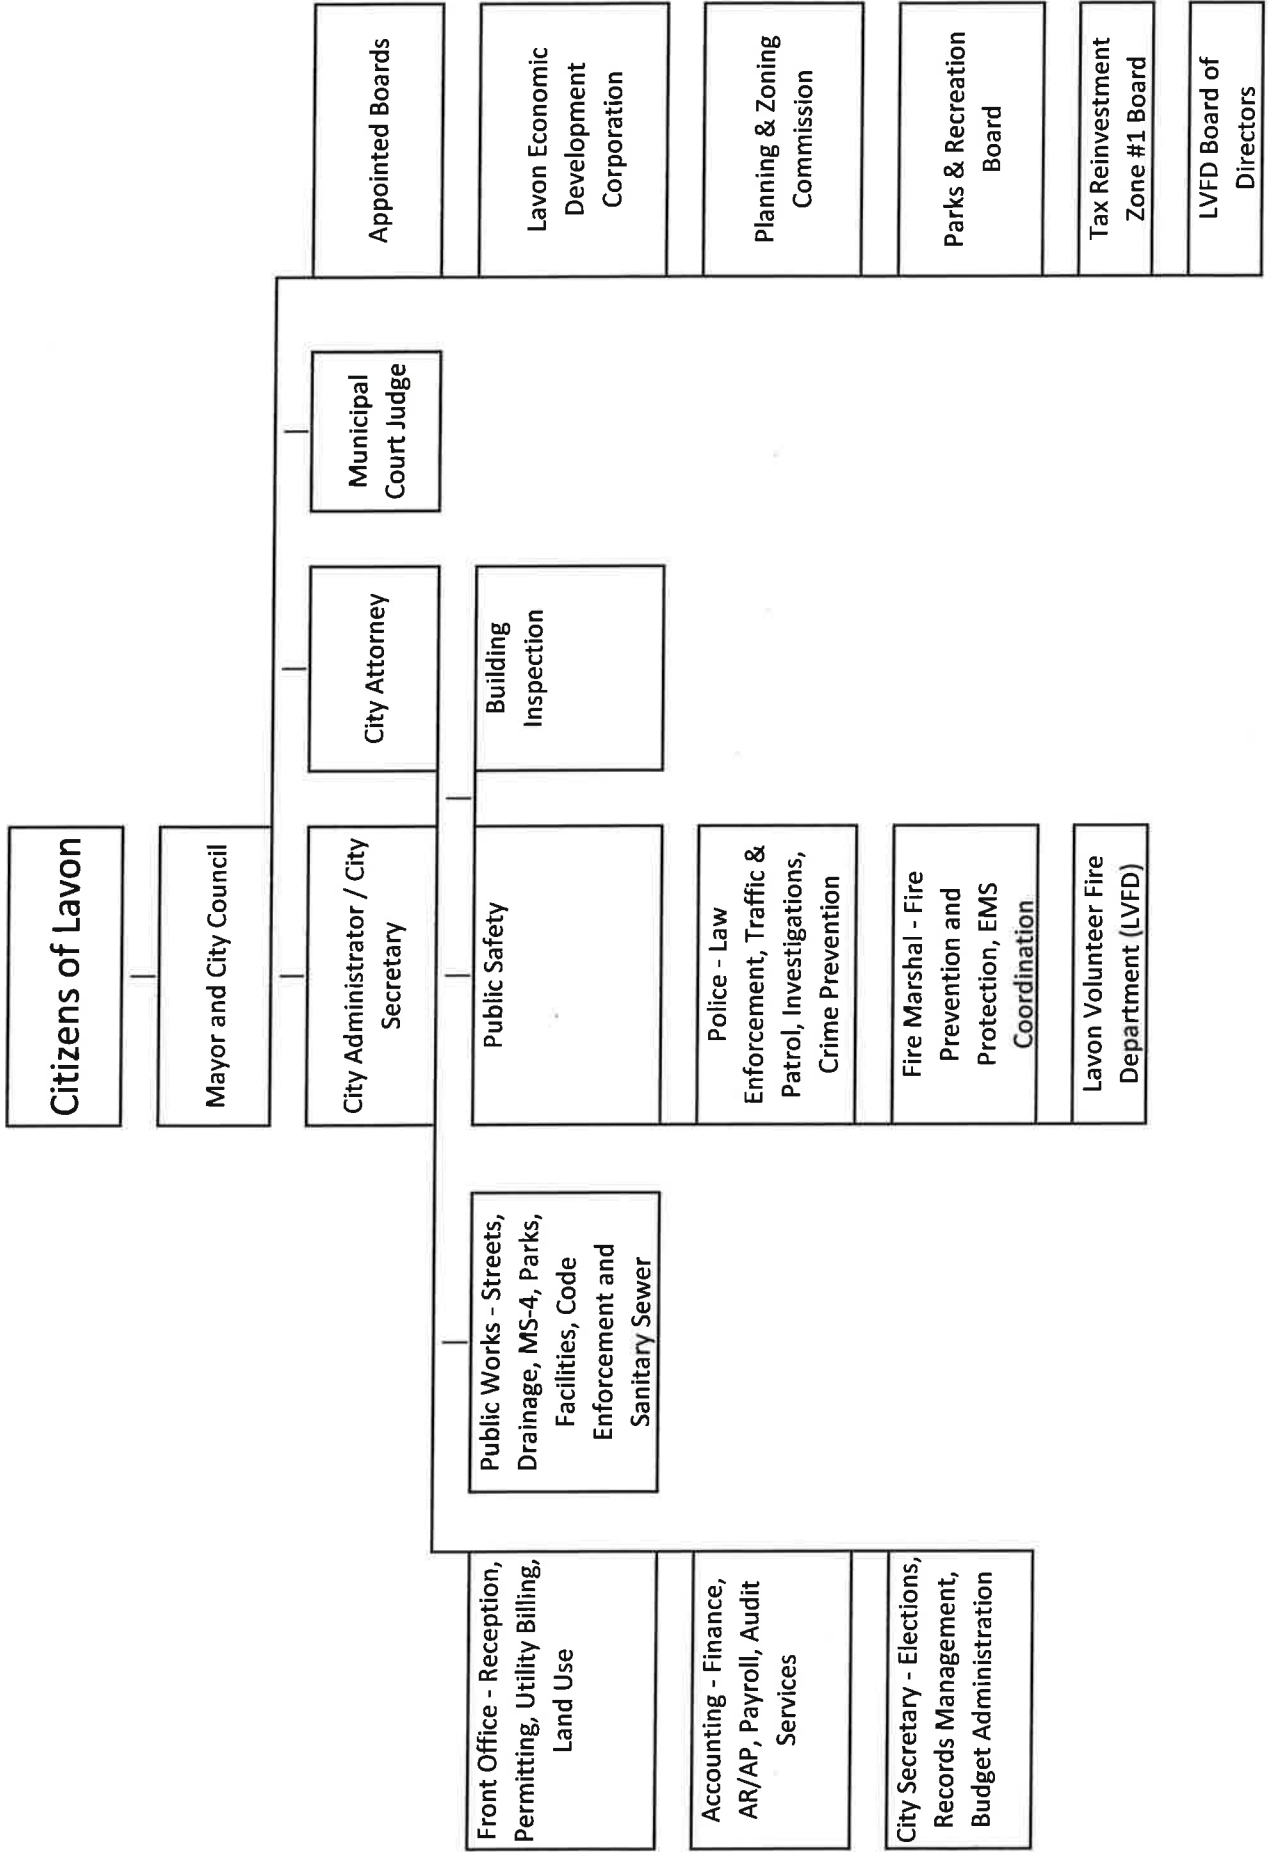 Citizens of Lavon
Mayor and City Council
City Administrator / City
Secretary
City Attorney
Municipal
Court Judge
Appointed Boards
Front Office - Reception,
Permitting, Utility Billing,
Land Use
Public Works - Streets,
Drainage, MS-4, Parks,
Facilities, Code
Enforcement and
Sanitary Sewer
Public Safety
Building
Inspection
Lavon Economic
Development
Corporation
Accounting - Finance,
AR/AP, Payroll, Audit
Services
Police - Law
Enforcement, Traffic &
Patrol, Investigations,
Crime Prevention
Planning & Zoning
Commission
City Secretary - Elections,
Records Management,
Budget Administration
Fire Marshal - Fire
Prevention and
Protection, EMS
Coordination
Parks & Recreation
Board
Lavon Volunteer Fire
Department (LVFD)
Tax Reinvestment
Zone #1 Board
LVFD Board of
Directors